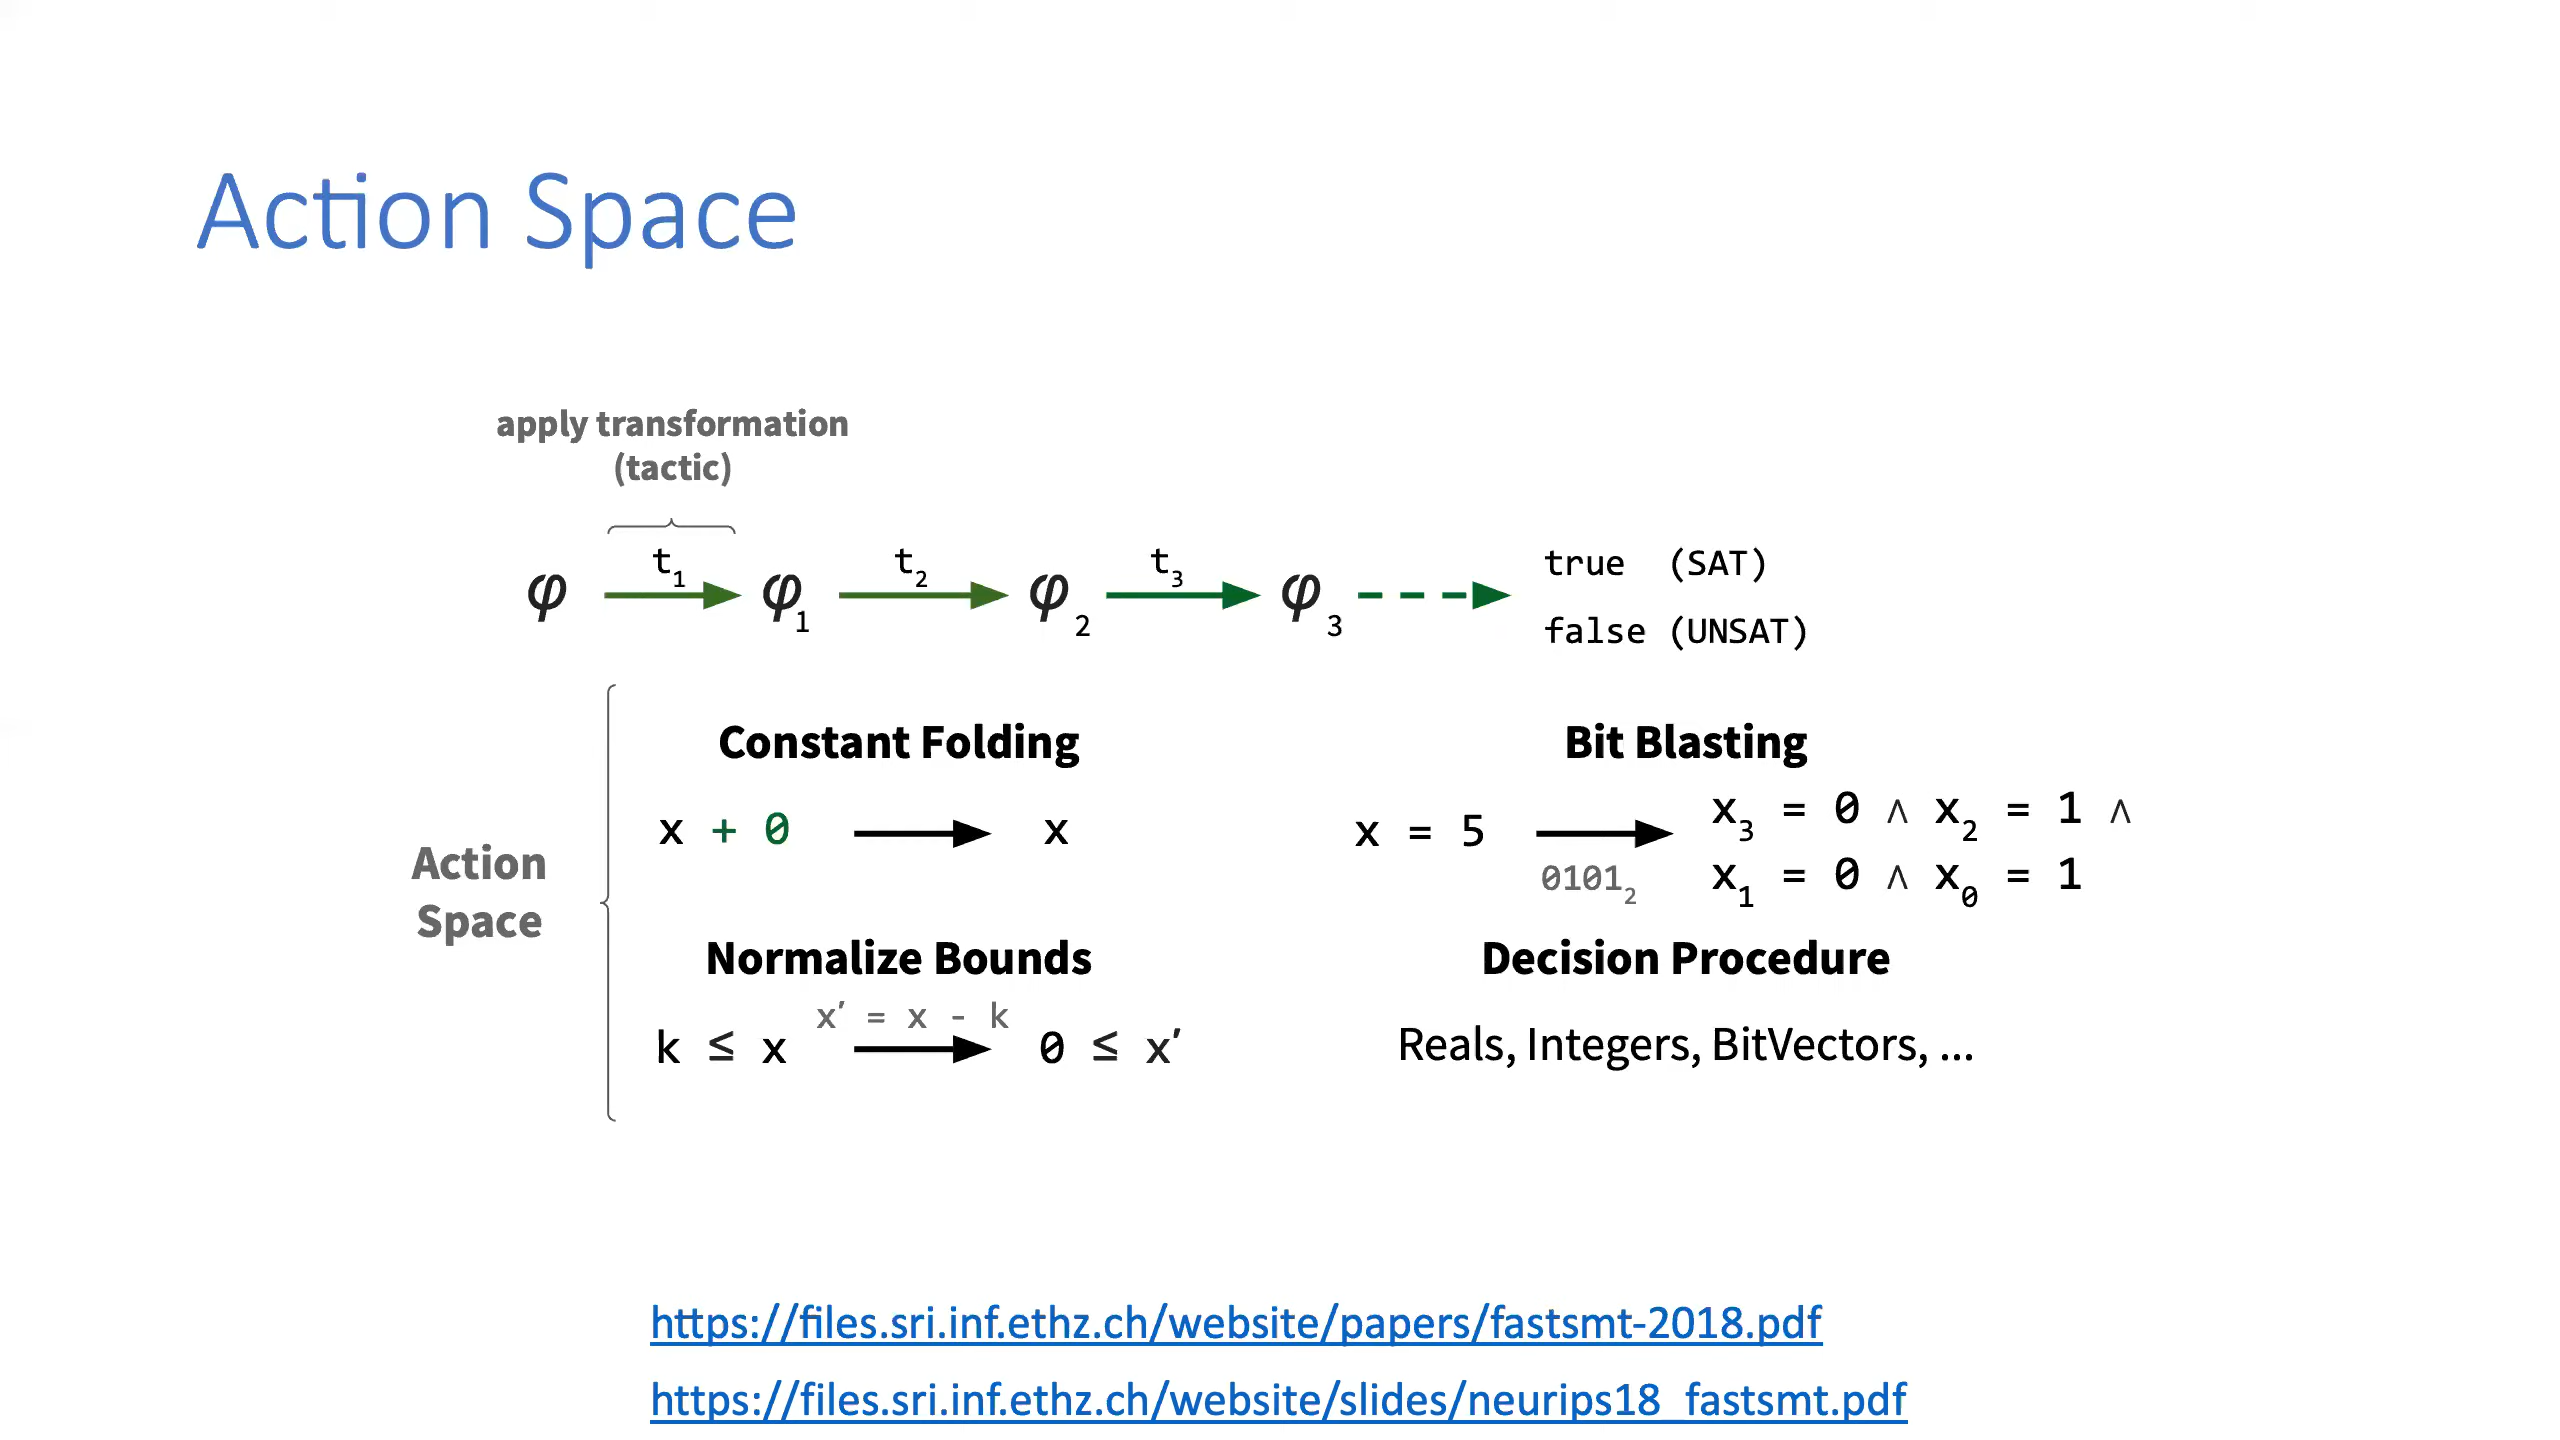 Action Space
apply transformation
(tactic)
φ t₁ φ₁ t₂ φ₂ t₃ φ₃ true (SAT)
false (UNSAT)
Action
Space
Constant Folding
x + 0 x
Bit Blasting
x = 5 0101₂ x₃ = 0 ∧ x₂ = 1 ∧
x₁ = 0 ∧ x₀ = 1
Normalize Bounds
x′ = x - k
k ≤ x 0 ≤ x′
Decision Procedure
Reals, Integers, BitVectors, ...
https://files.sri.inf.ethz.ch/website/papers/fastsmt-2018.pdf
https://files.sri.inf.ethz.ch/website/slides/neurips18_fastsmt.pdf